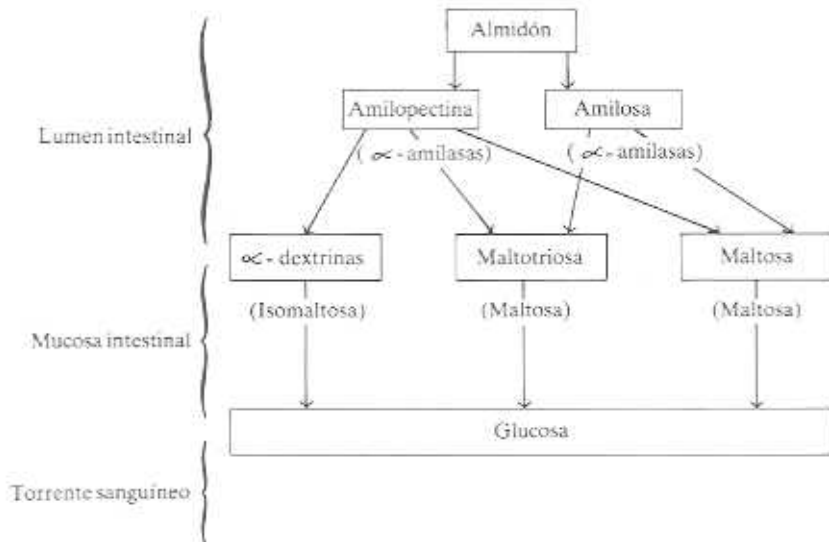 Almidón
Amilopectina
Amilosa
Lumen intestinal
(∝-amilasas)
(∝-amilasas)
∝-dextrinas
Maltotriosa
Maltosa
(Isomaltosa)
(Maltosa)
(Maltosa)
Mucosa intestinal
Glucosa
Torrente sanguíneo